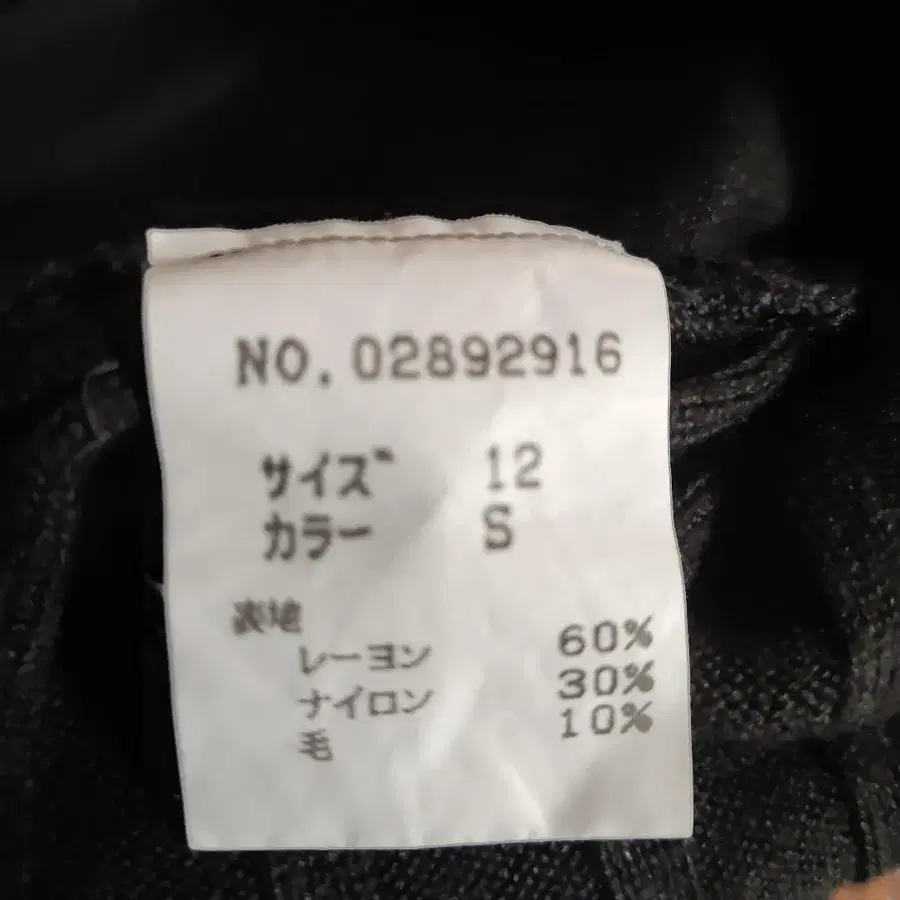 NO.02892916
サイズ 12
カラー S
表地
レーヨン 60%
ナイロン 30%
毛 10%